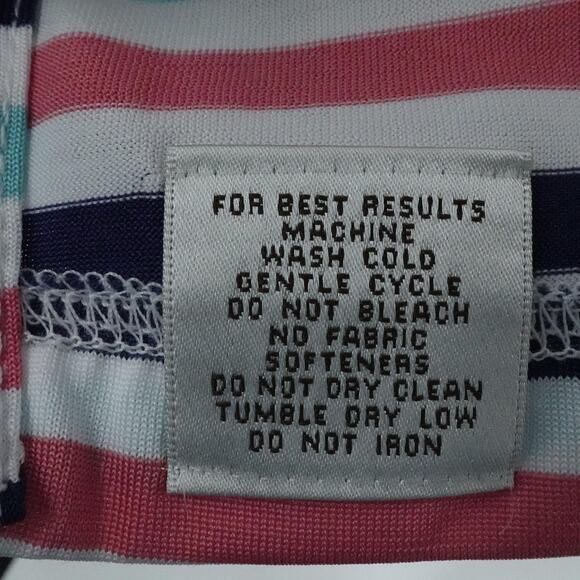 FOR BEST RESULTS
MACHINE
WASH COLD
GENTLE CYCLE
DO NOT BLEACH
NO FABRIC
SOFTENERS
DO NOT DRY CLEAN
TUMBLE DRY LOW
DO NOT IRON